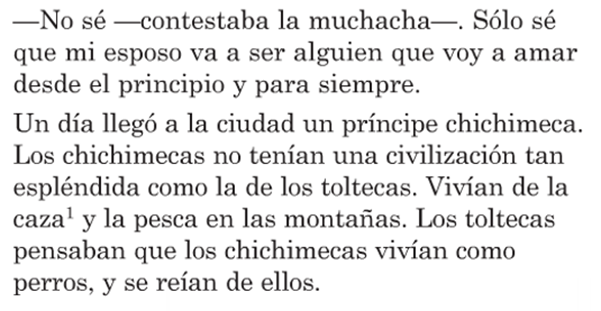 —No sé —contestaba la muchacha—. Sólo sé
que mi esposo va a ser alguien que voy a amar
desde el principio y para siempre.
Un día llegó a la ciudad un príncipe chichimeca.
Los chichimecas no tenían una civilización tan
espléndida como la de los toltecas. Vivían de la
caza¹ y la pesca en las montañas. Los toltecas
pensaban que los chichimecas vivían como
perros, y se reían de ellos.